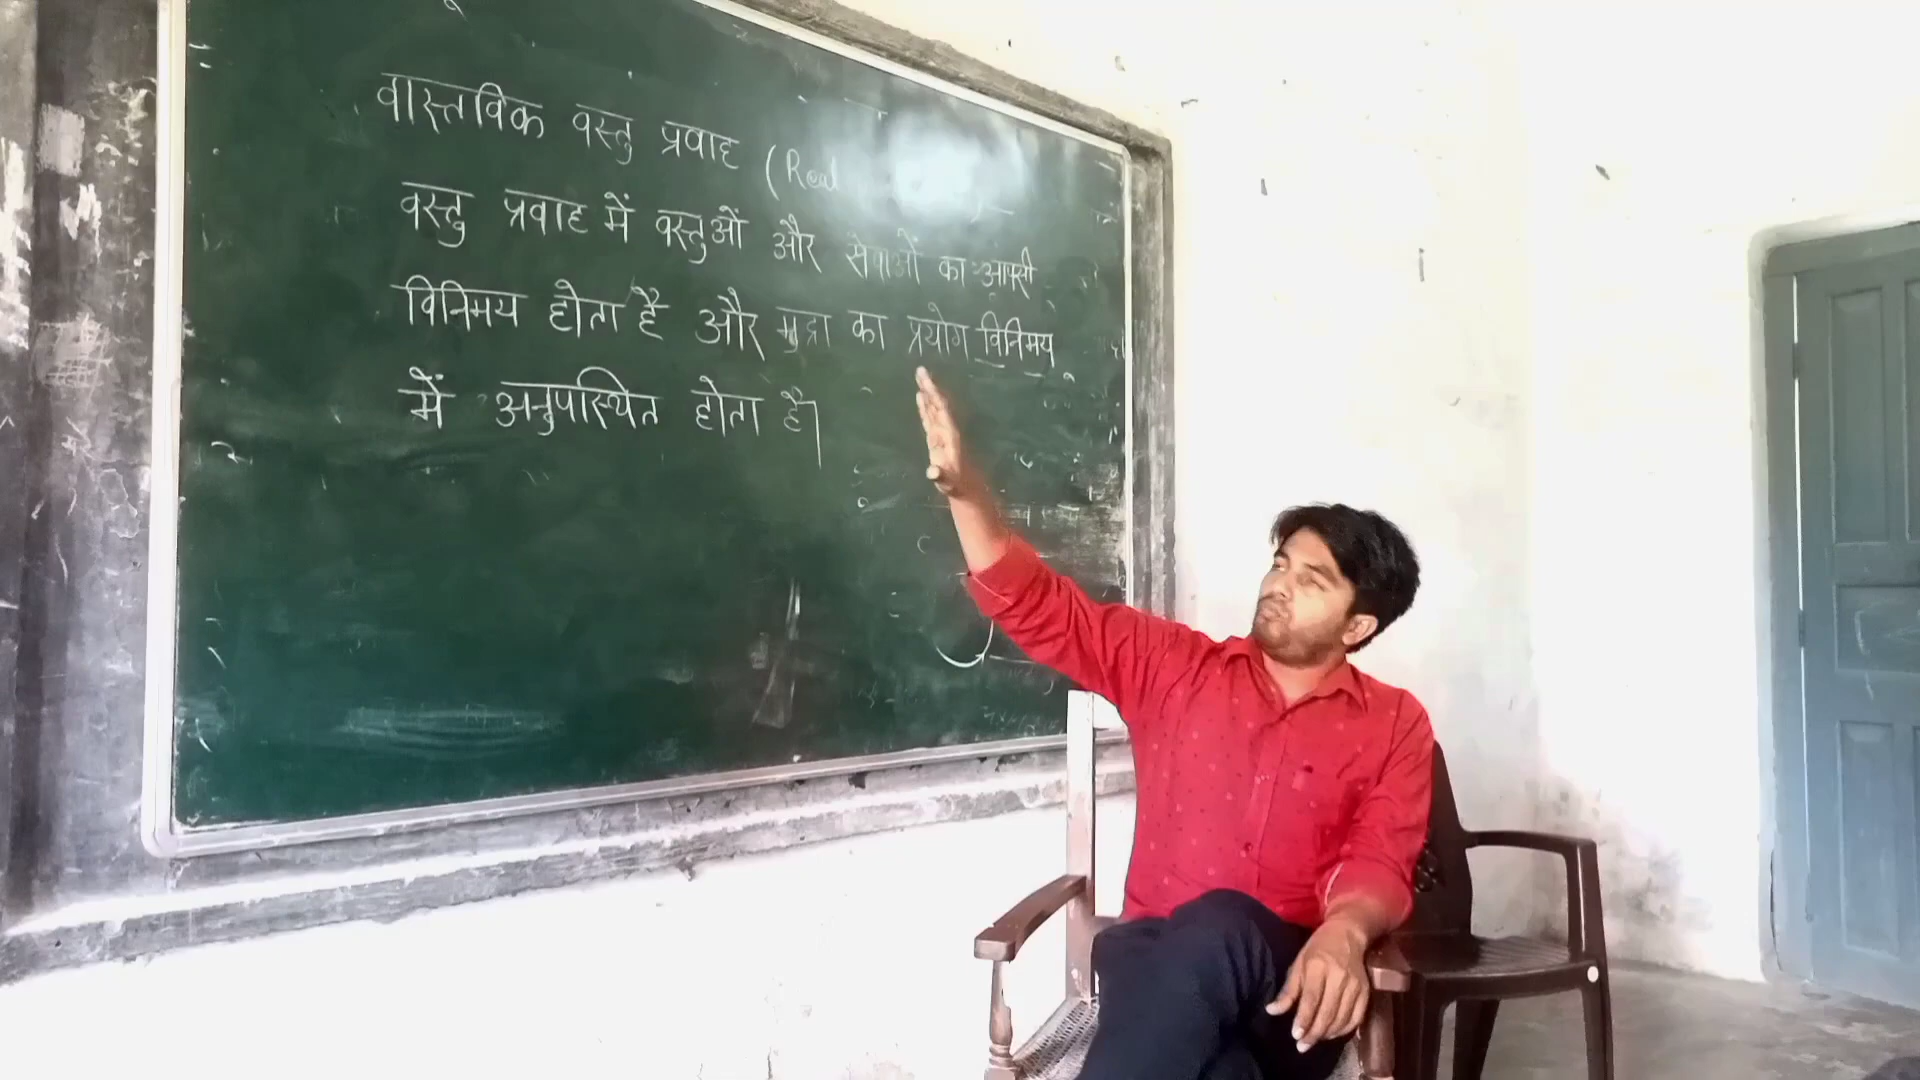 वास्तविक वस्तु प्रवाह (Real
वस्तु प्रवाह में वस्तुओं और सेवाओं का आपसी
विनिमय होता है और मुद्रा का प्रयोग विनिमय
में अनुपस्थित होता है।